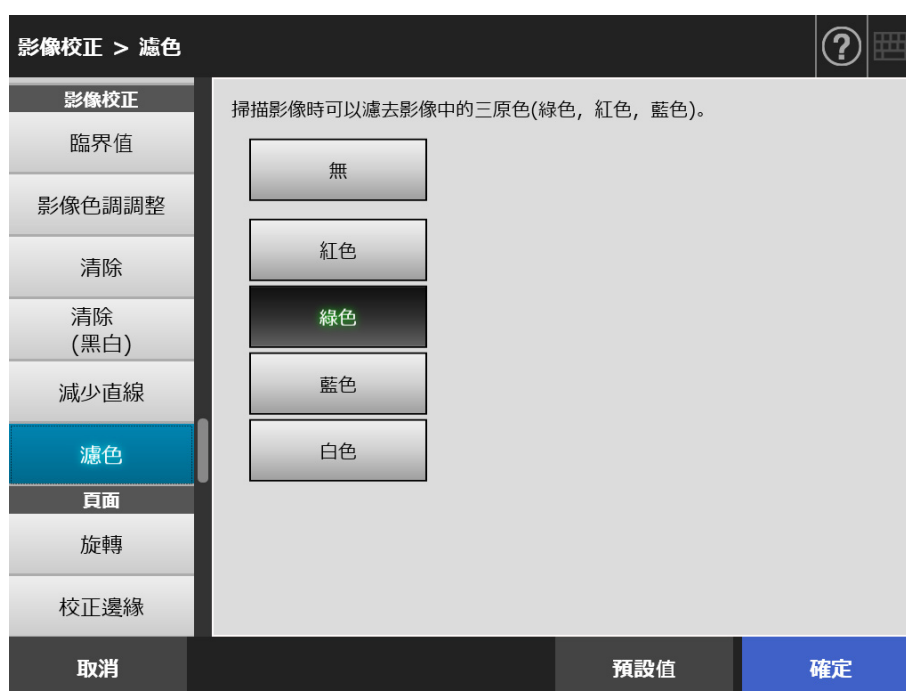 影像校正 > 濾色
?
影像校正
臨界值
影像色調調整
清除
清除
(黑白)
減少直線
濾色
頁面
旋轉
校正邊緣
掃描影像時可以濾去影像中的三原色(綠色, 紅色, 藍色)。
無
紅色
綠色
藍色
白色
取消
預設值
確定